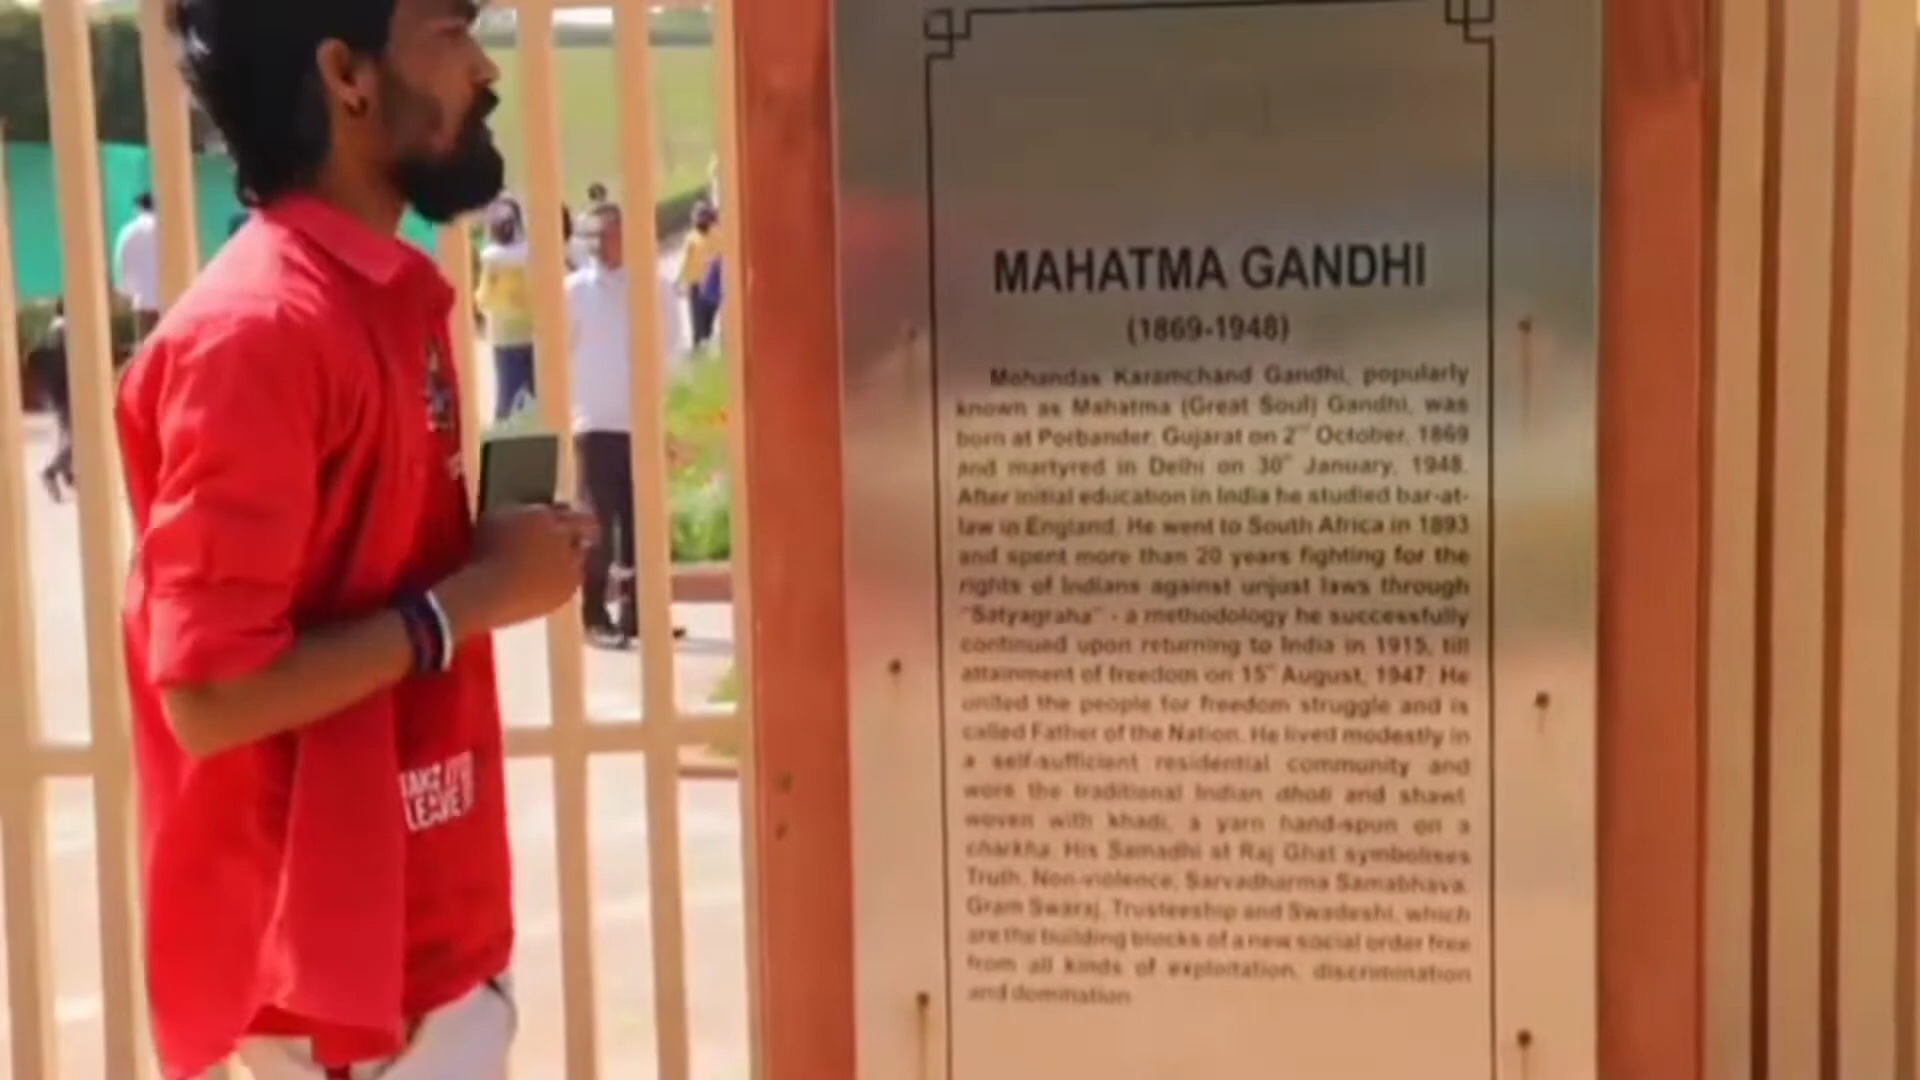 MAHATMA GANDHI
(1869-1948)
Mohandas Karamchand Gandhi, popularly
known as Mahatma (Great Soul) Gandhi, was
born at Porbander, Gujarat on 2nd October, 1869
and martyred in Delhi on 30th January, 1948.
After initial education in India he studied bar-at-
law in England. He went to South Africa in 1893
and spent more than 20 years fighting for the
rights of Indians against unjust laws through
"Satyagraha" - a methodology he successfully
continued upon returning to India in 1915, till
attainment of freedom on 15th August, 1947. He
united the people for freedom struggle and is
called Father of the Nation. He lived modestly in
a self-sufficient residential community and
wore the traditional Indian dhoti and shawl
woven with khadi, a yarn hand-spun on a
charkha. His Samadhi at Raj Ghat symbolises
Truth, Non-violence, Sarvadharma Samabhava,
Gram Swaraj, Trusteeship and Swadeshi, which
are the building blocks of a new social order free
from all kinds of exploitation, discrimination
and domination.
LEAVE